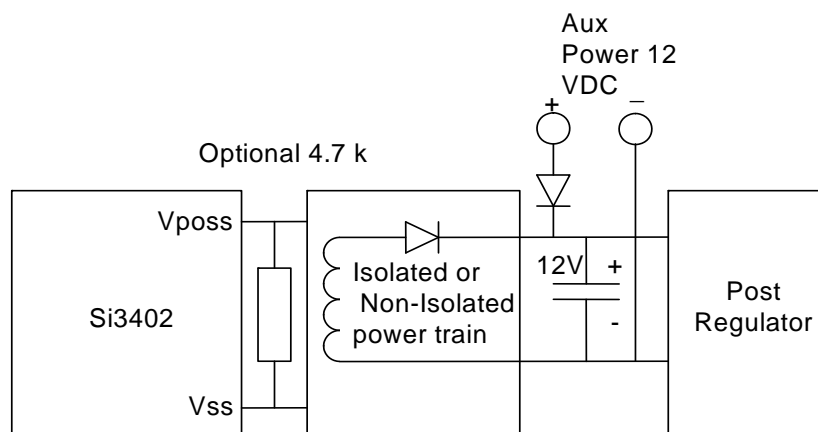 Aux
Power 12
VDC
+ –
Optional 4.7 k
Vposs
Si3402
Vss
Isolated or
Non-Isolated
power train
12V
+
-
Post
Regulator